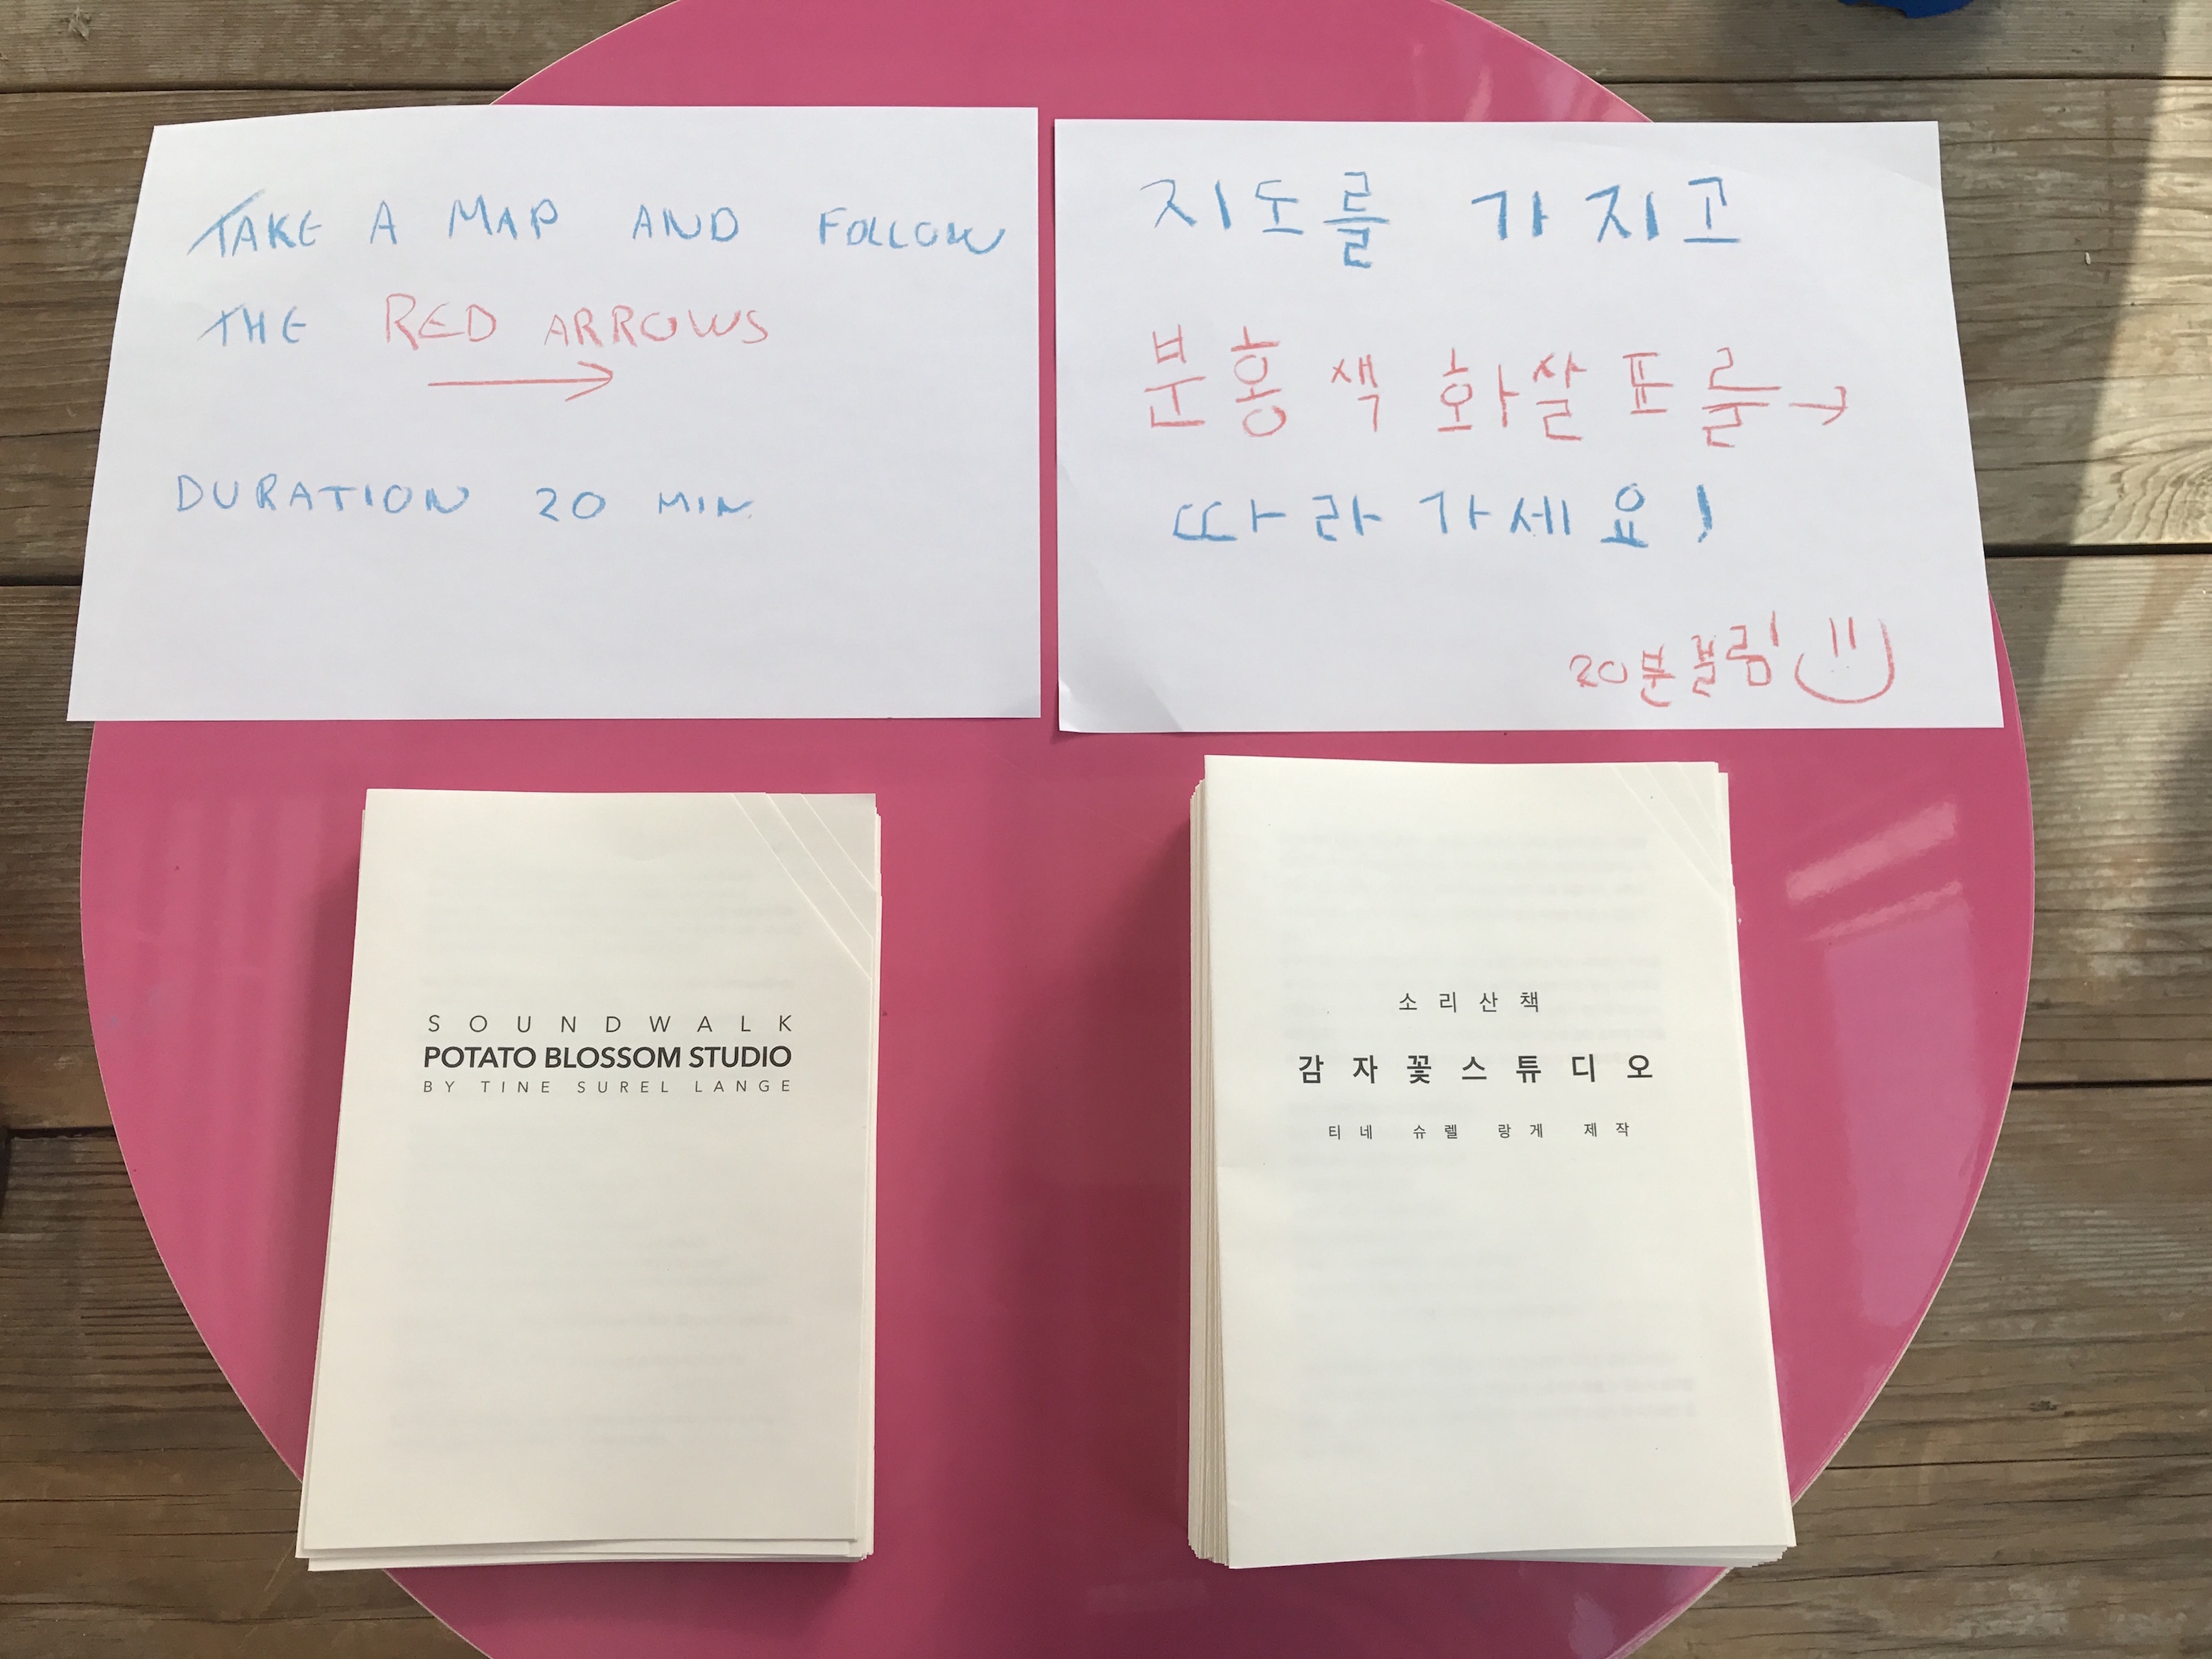 TAKE A MAP AND FOLLOW
THE RED ARROWS
DURATION 20 MIN
지도를 가지고
분홍색 화살표를 →
따라가세요!
20분 걸림
SOUNDWALK
POTATO BLOSSOM STUDIO
BY TINE SUREL LANGE
소리산책
감자꽃스튜디오
티네 슈렐 랑게 제작